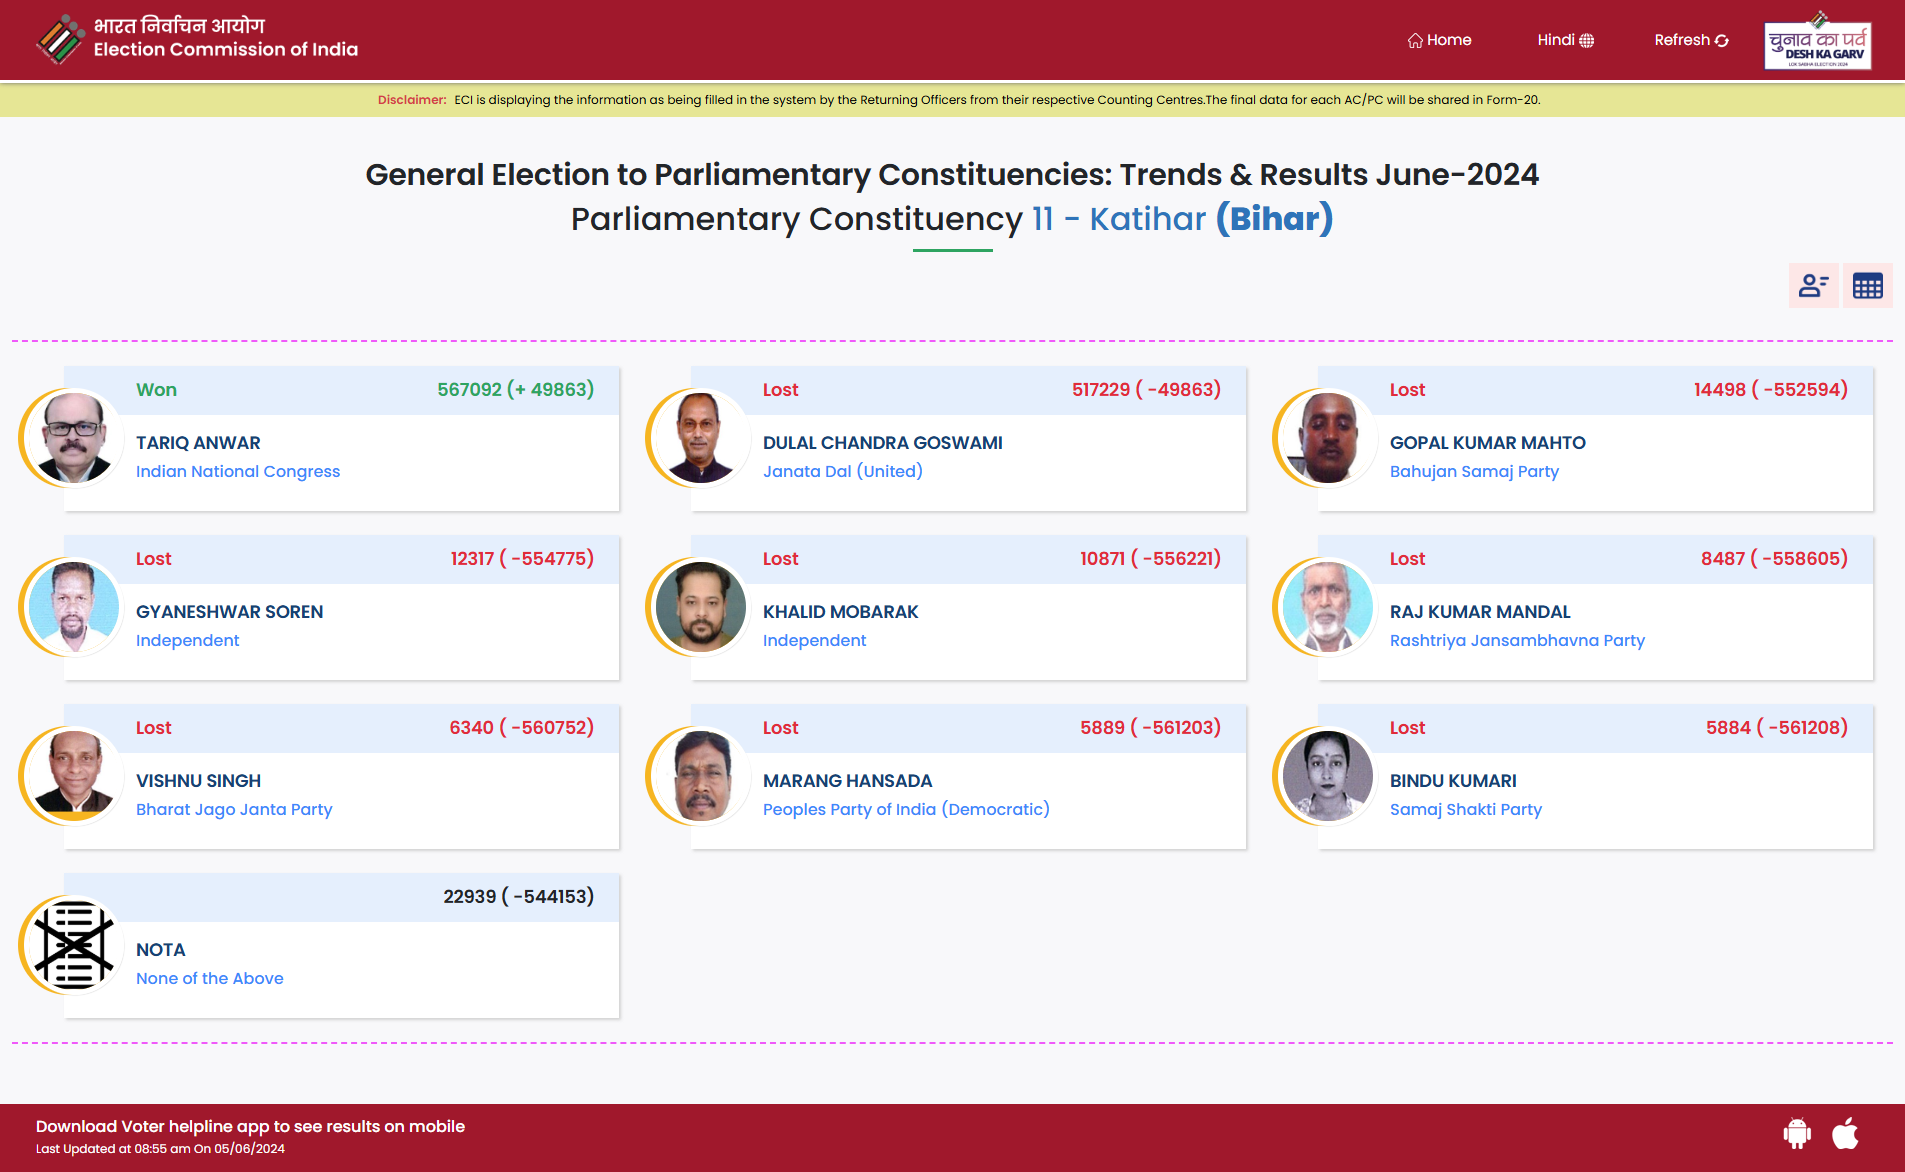 भारत निर्वाचन आयोग
Election Commission of India
Home
Hindi
Refresh
चुनाव का पर्व
DESH KA GARV
LOK SABHA ELECTION 2024
Disclaimer: ECI is displaying the information as being filled in the system by the Returning Officers from their respective Counting Centres.The final data for each AC/PC will be shared in Form-20.
General Election to Parliamentary Constituencies: Trends & Results June-2024
Parliamentary Constituency 11 - Katihar (Bihar)
Won 567092 (+ 49863)
TARIQ ANWAR
Indian National Congress
Lost 517229 ( -49863)
DULAL CHANDRA GOSWAMI
Janata Dal (United)
Lost 14498 ( -552594)
GOPAL KUMAR MAHTO
Bahujan Samaj Party
Lost 12317 ( -554775)
GYANESHWAR SOREN
Independent
Lost 10871 ( -556221)
KHALID MOBARAK
Independent
Lost 8487 ( -558605)
RAJ KUMAR MANDAL
Rashtriya Jansambhavna Party
Lost 6340 ( -560752)
VISHNU SINGH
Bharat Jago Janta Party
Lost 5889 ( -561203)
MARANG HANSADA
Peoples Party of India (Democratic)
Lost 5884 ( -561208)
BINDU KUMARI
Samaj Shakti Party
22939 ( -544153)
NOTA
None of the Above
Download Voter helpline app to see results on mobile
Last Updated at 08:55 am On 05/06/2024